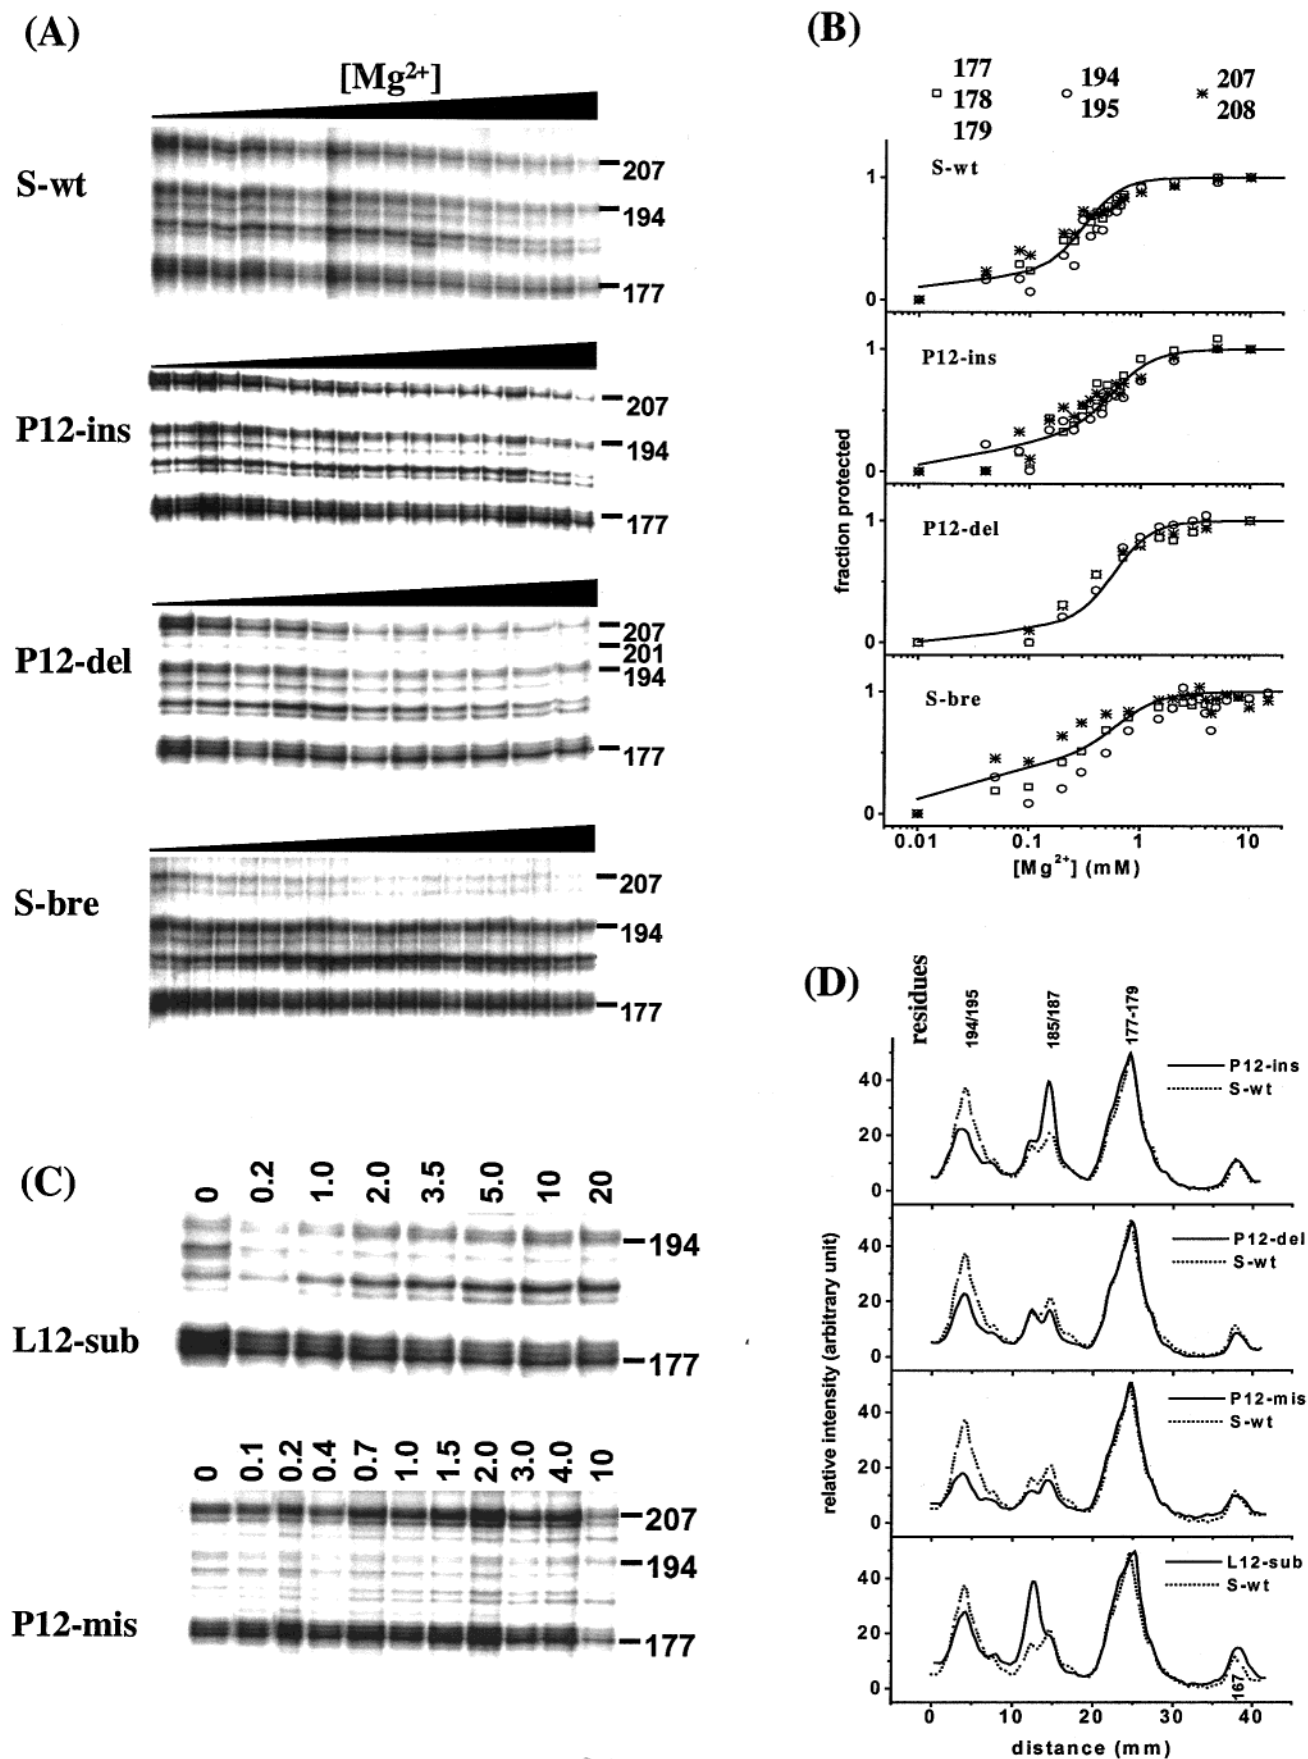 (A)
[Mg2+]
S-wt
207
194
177
P12-ins
207
194
177
P12-del
207
201
194
177
S-bre
207
194
177
(B)
177 194 207
178 195 208
179
S-wt
1
0
P12-ins
1
0
P12-del
1
0
S-bre
1
0
fraction protected
0.01 0.1 1 10
[Mg2+] (mM)
(C)
0 0.2 1.0 2.0 3.5 5.0 10 20
194
L12-sub
177
0 0.1 0.2 0.4 0.7 1.0 1.5 2.0 3.0 4.0 10
207
194
P12-mis
177
(D)
residues
194/195 185/187 177-179
P12-ins
S-wt
40
20
0
P12-del
S-wt
40
20
0
P12-mis
S-wt
40
20
0
L12-sub
S-wt
40
20
0
167
relative intensity (arbitrary unit)
0 10 20 30 40
distance (mm)